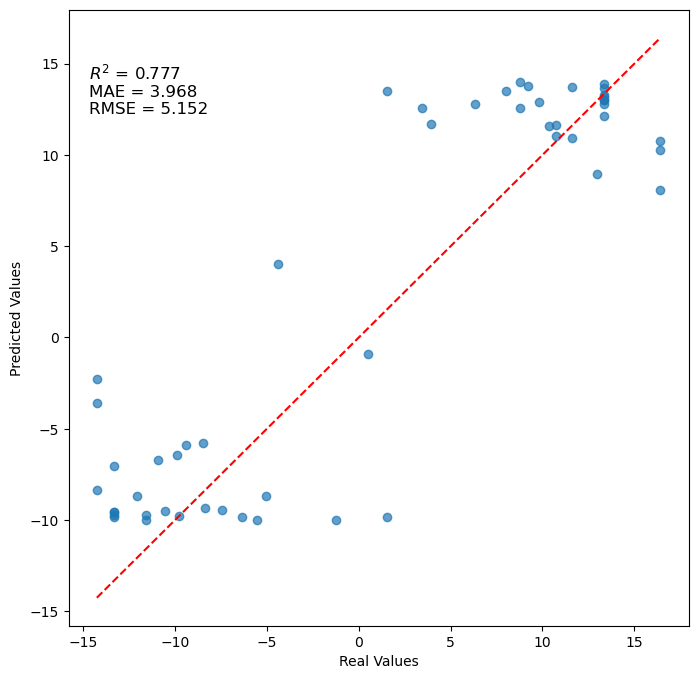 R² = 0.777
MAE = 3.968
RMSE = 5.152
Predicted Values
15
10
5
0
−5
−10
−15
−15
−10
−5
0
5
10
15
Real Values